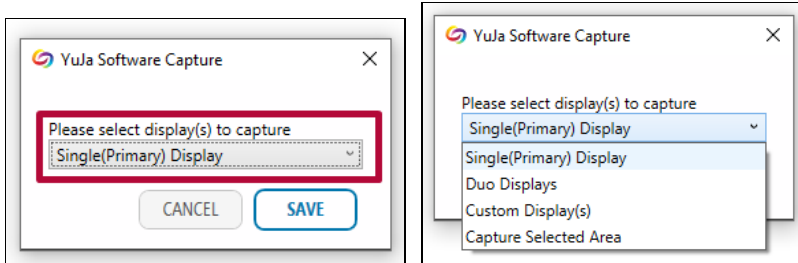 YuJa Software Capture
Please select display(s) to capture
Single(Primary) Display
CANCEL
SAVE
YuJa Software Capture
Please select display(s) to capture
Single(Primary) Display
Single(Primary) Display
Duo Displays
Custom Display(s)
Capture Selected Area